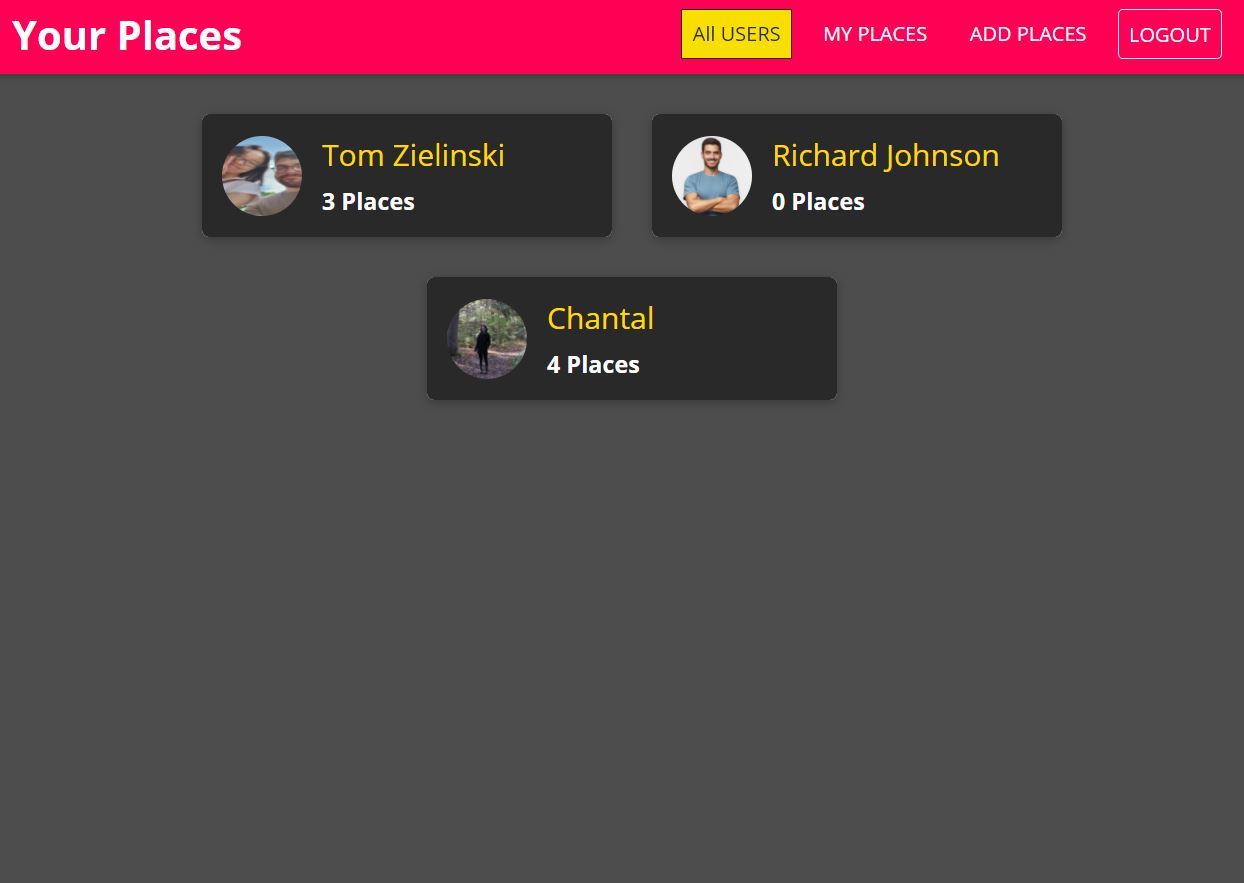 Your Places
All USERS
MY PLACES
ADD PLACES
LOGOUT
Tom Zielinski
3 Places
Richard Johnson
0 Places
Chantal
4 Places